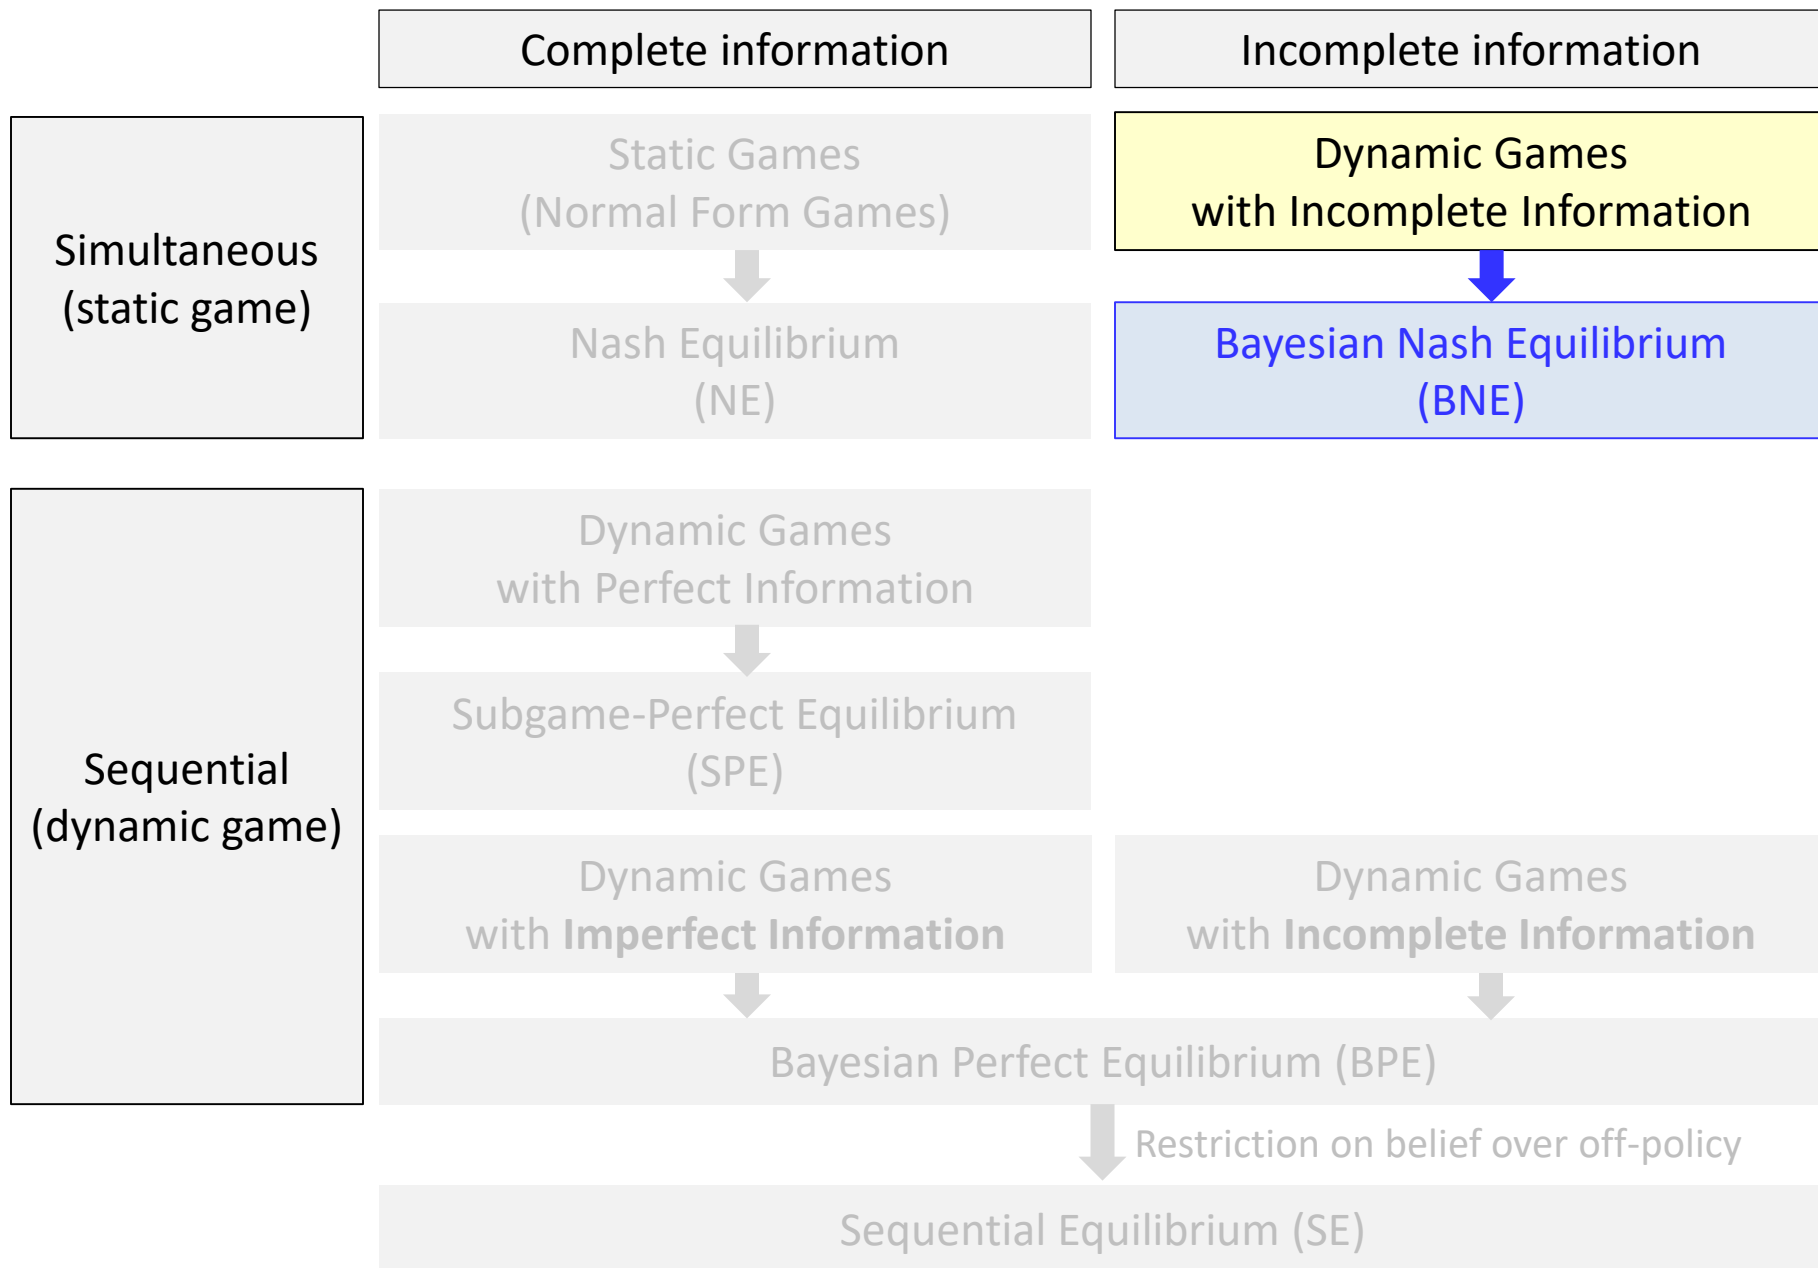 Complete information
Incomplete information
Simultaneous
(static game)
Static Games
(Normal Form Games)
Dynamic Games
with Incomplete Information
Nash Equilibrium
(NE)
Bayesian Nash Equilibrium
(BNE)
Sequential
(dynamic game)
Dynamic Games
with Perfect Information
Subgame-Perfect Equilibrium
(SPE)
Dynamic Games
with Imperfect Information
Dynamic Games
with Incomplete Information
Bayesian Perfect Equilibrium (BPE)
Restriction on belief over off-policy
Sequential Equilibrium (SE)